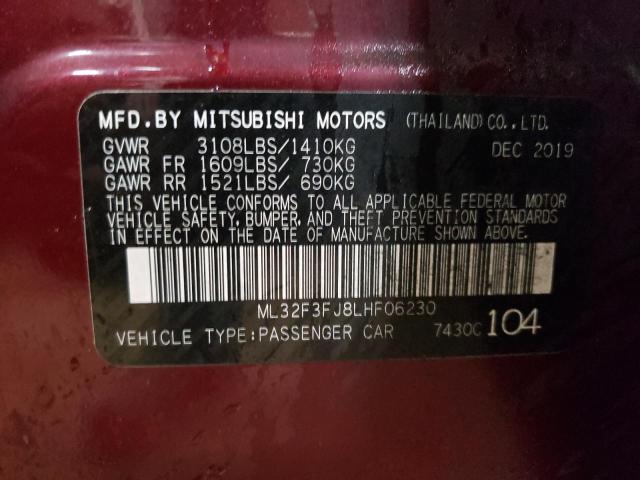 MFD.BY MITSUBISHI MOTORS (THAILAND) CO.,LTD.
GVWR 3108LBS/1410KG DEC 2019
GAWR FR 1609LBS/ 730KG
GAWR RR 1521LBS/ 690KG
THIS VEHICLE CONFORMS TO ALL APPLICABLE FEDERAL MOTOR
VEHICLE SAFETY, BUMPER, AND THEFT PREVENTION STANDARDS
IN EFFECT ON THE DATE OF MANUFACTURE SHOWN ABOVE.
ML32F3FJ8LHF06230
VEHICLE TYPE:PASSENGER CAR 7430C 104